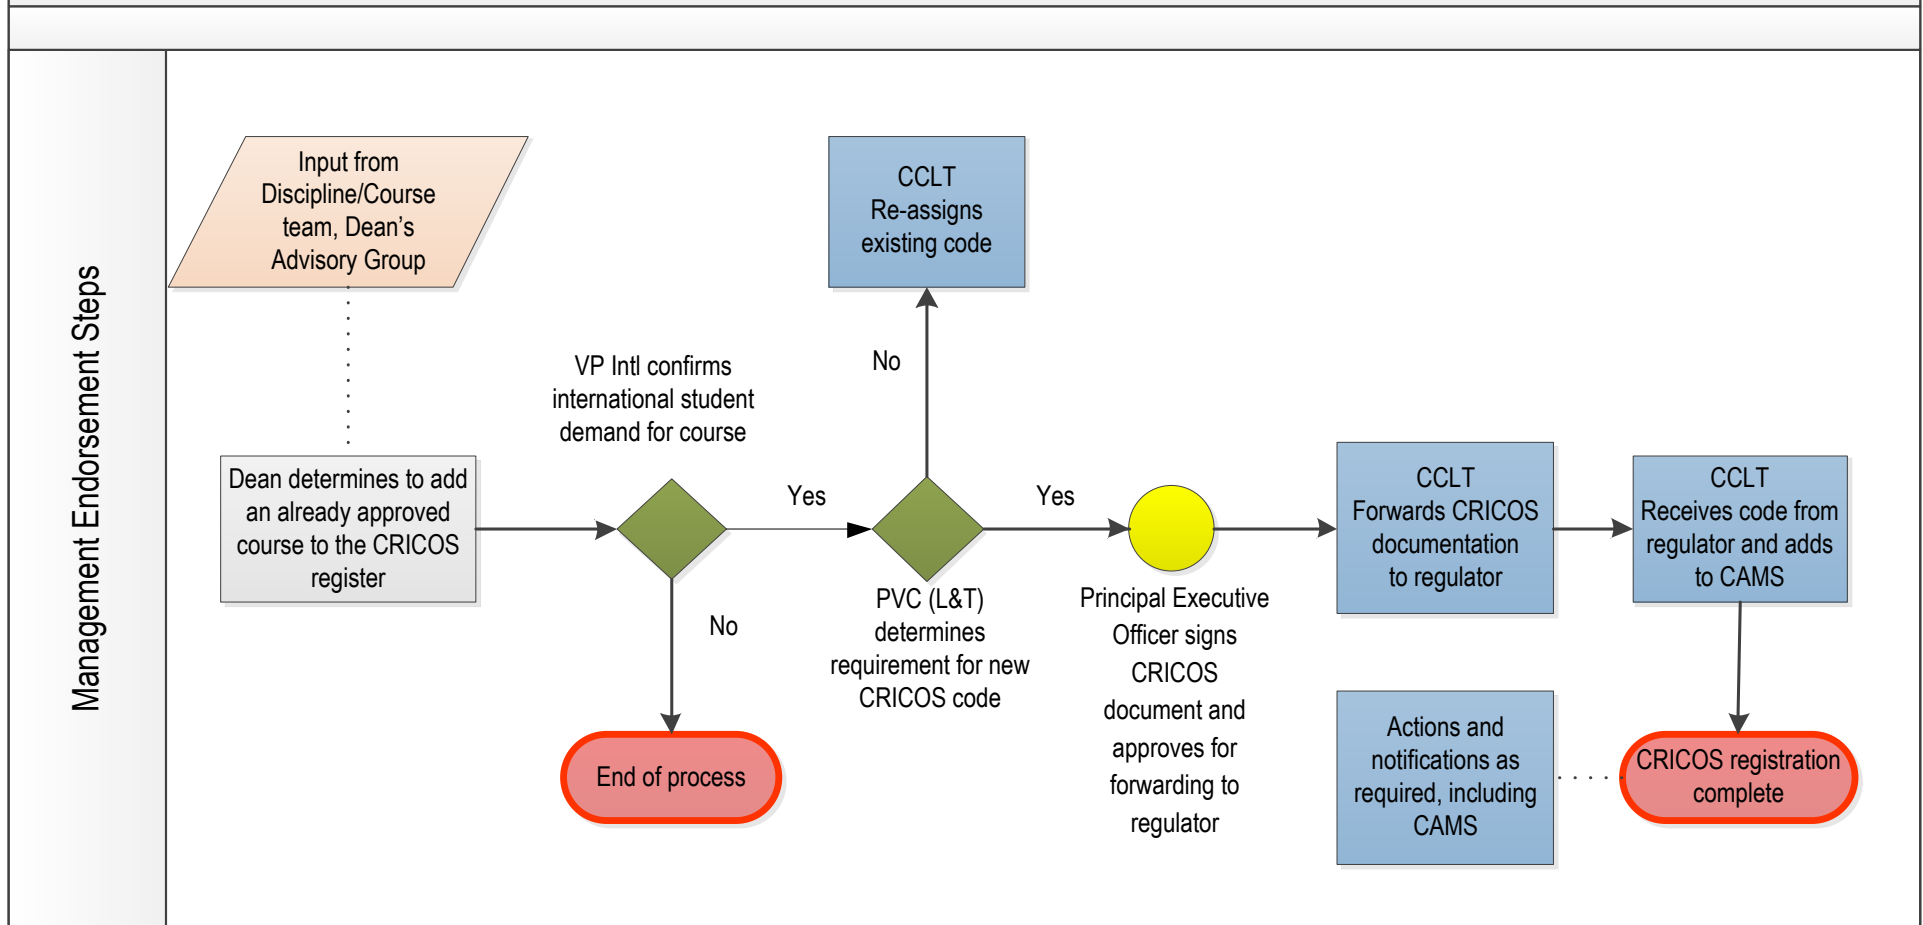 Management Endorsement Steps
Input from
Discipline/Course
team, Dean’s
Advisory Group
Dean determines to add
an already approved
course to the CRICOS
register
VP Intl confirms
international student
demand for course
Yes
No
End of process
CCLT
Re-assigns
existing code
No
Yes
PVC (L&T)
determines
requirement for new
CRICOS code
Principal Executive
Officer signs
CRICOS
document and
approves for
forwarding to
regulator
CCLT
Forwards CRICOS
documentation
to regulator
CCLT
Receives code from
regulator and adds
to CAMS
Actions and
notifications as
required, including
CAMS
CRICOS registration
complete